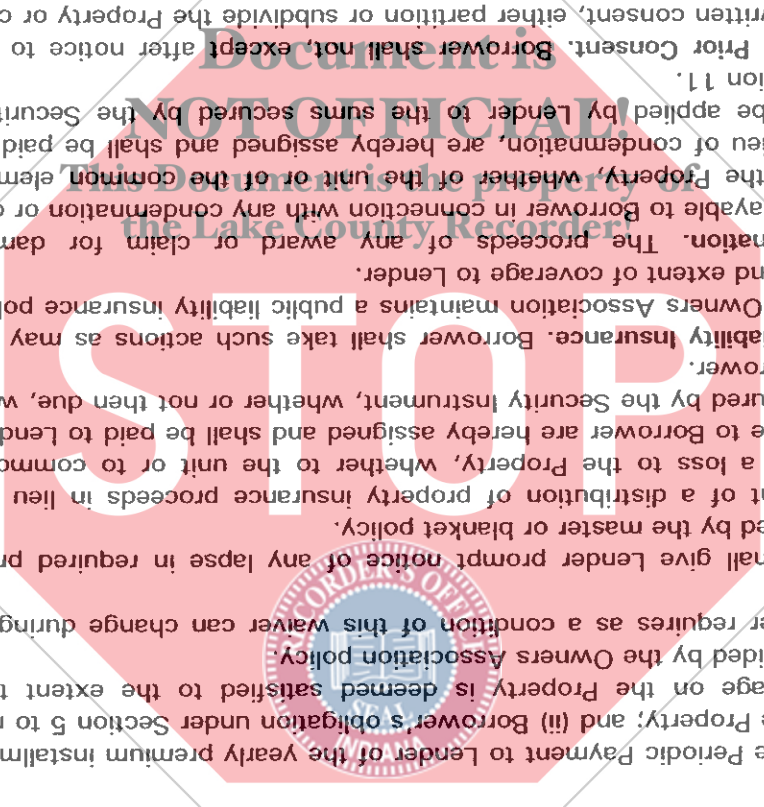 Periodic Payment to Lender of the yearly premium installm
Property; and (ii) Borrower's obligation under Section 5 to
age on the Property is deemed satisfied to the extent t
ided by the Owners Association policy.
er requires as a condition of this waiver can change during
hall give Lender prompt notice of any lapse in required pr
ed by the master or blanket policy.
nt of a distribution of property insurance proceeds in lieu
a loss to the Property, whether to the unit or to commo
e to Borrower are hereby assigned and shall be paid to Lend
ured by the Security Instrument, whether or not then due, w
rower.
iability Insurance. Borrower shall take such actions as may
Owners Association maintains a public liability insurance pol
nd extent of coverage to Lender.
nation. The proceeds of any award or claim for dam
ayable to Borrower in connection with any condemnation or
the Property, whether of the unit or of the common elem
ieu of condemnation, are hereby assigned and shall be paid
be applied by Lender to the sums secured by the Securit
tion 11.
Prior Consent. Borrower shall not, except after notice to
written consent, either partition or subdivide the Property or
Document is
NOT OFFICIAL!
This Document is the property of
the Lake County Recorder!
STOP
RECORDER'S OFFICE
SEAL
INDIANA